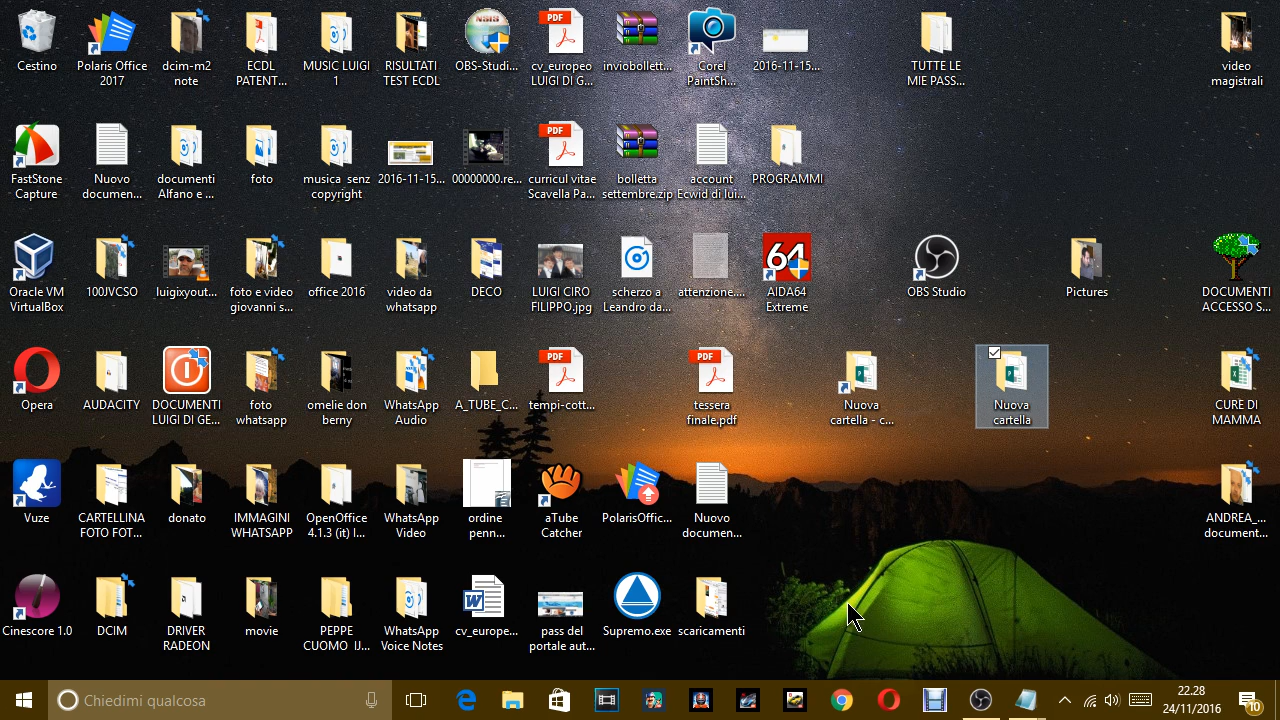 Cestino
Polaris Office
2017
dcim-m2
note
ECDL
PATENT...
MUSIC LUIGI
1
RISULTATI
TEST ECDL
NSIS
OBS-Studi...
PDF
cv_europeo
LUIGI DI G...
inviobollett...
Corel
PaintSh...
2016-11-15...
TUTTE LE
MIE PASS...
video
magistrali
FastStone
Capture
Nuovo
documen...
documenti
Alfano e ...
foto
musica senz
copyright
2016-11-15...
00000000.re...
PDF
curricul vitae
Scavella Pa...
bolletta
settembre.zip
account
Ecwid di lui...
PROGRAMMI
Oracle VM
VirtualBox
100JVCSO
luigixyout...
foto e video
giovanni s...
office 2016
video da
whatsapp
DECO
LUIGI CIRO
FILIPPO.jpg
scherzo a
Leandro da...
attenzione....
64
AIDA64
Extreme
OBS Studio
Pictures
DOCUMENTI
ACCESSO S...
Opera
AUDACITY
DOCUMENTI
LUIGI DI GE...
foto
whatsapp
omelie don
berny
WhatsApp
Audio
A_TUBE_C...
PDF
tempi-cott...
PDF
tessera
finale.pdf
Nuova
cartella - c...
Nuova
cartella
CURE DI
MAMMA
Vuze
CARTELLINA
FOTO FOT...
donato
IMMAGINI
WHATSAPP
OpenOffice
4.1.3 (it) I...
WhatsApp
Video
ordine
penn...
aTube
Catcher
PolarisOffic...
Nuovo
documen...
ANDREA_...
document...
Cinescore 1.0
DCIM
DRIVER
RADEON
movie
PEPPE
CUOMO IJ...
WhatsApp
Voice Notes
W
cv_europe...
pass del
portale aut...
Supremo.exe
scaricamenti
Chiedimi qualcosa
22.28
24/11/2016
10